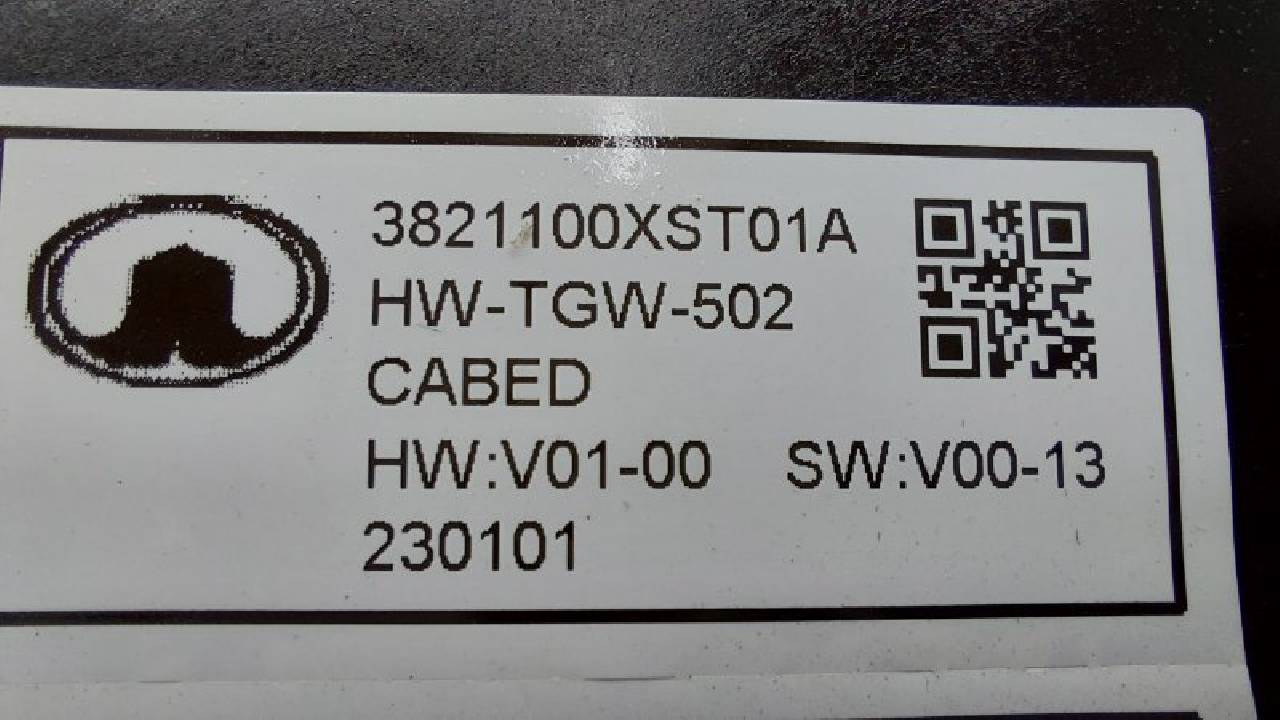 3821100XST01A
HW-TGW-502
CABED
HW:V01-00 SW:V00-13
230101